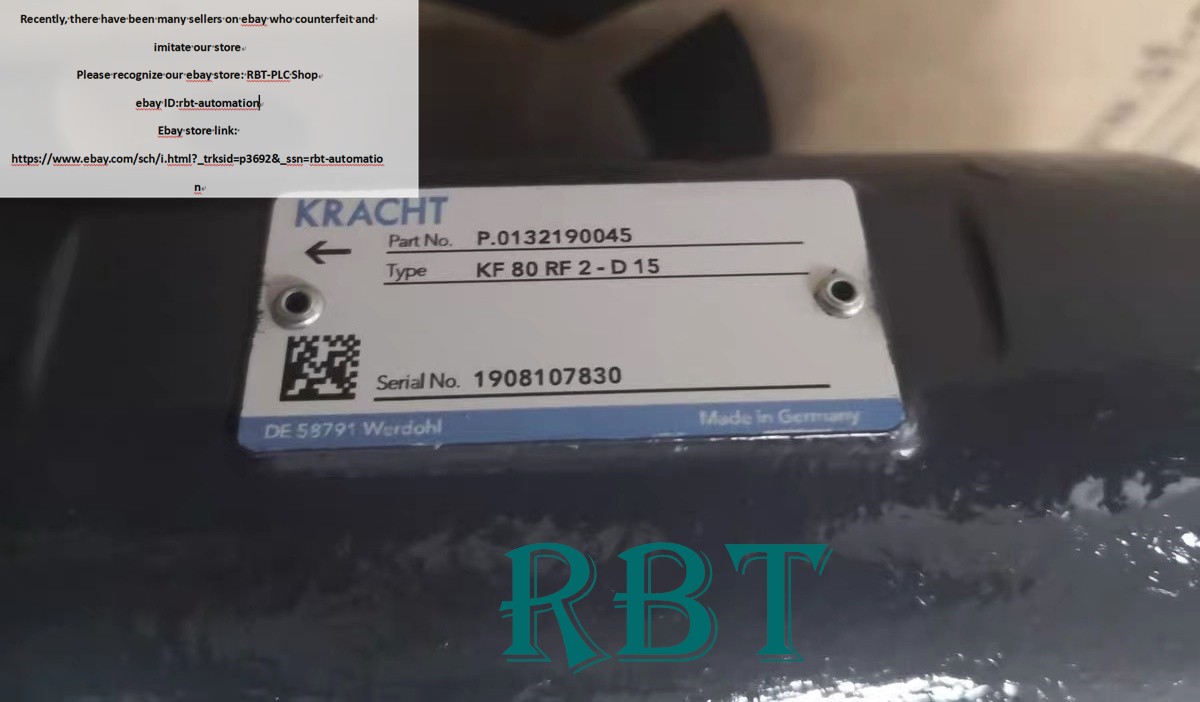 Recently, there have been many sellers on ebay who counterfeit and
imitate our store
Please recognize our ebay store: RBT-PLC Shop
ebay ID:rbt-automation
Ebay store link:
https://www.ebay.com/sch/i.html?_trksid=p3692&_ssn=rbt-automatio
n
KRACHT
Part No. P.0132190045
Type KF 80 RF 2 - D 15
Serial No. 1908107830
DE 58791 Werdohl Made in Germany
RBT